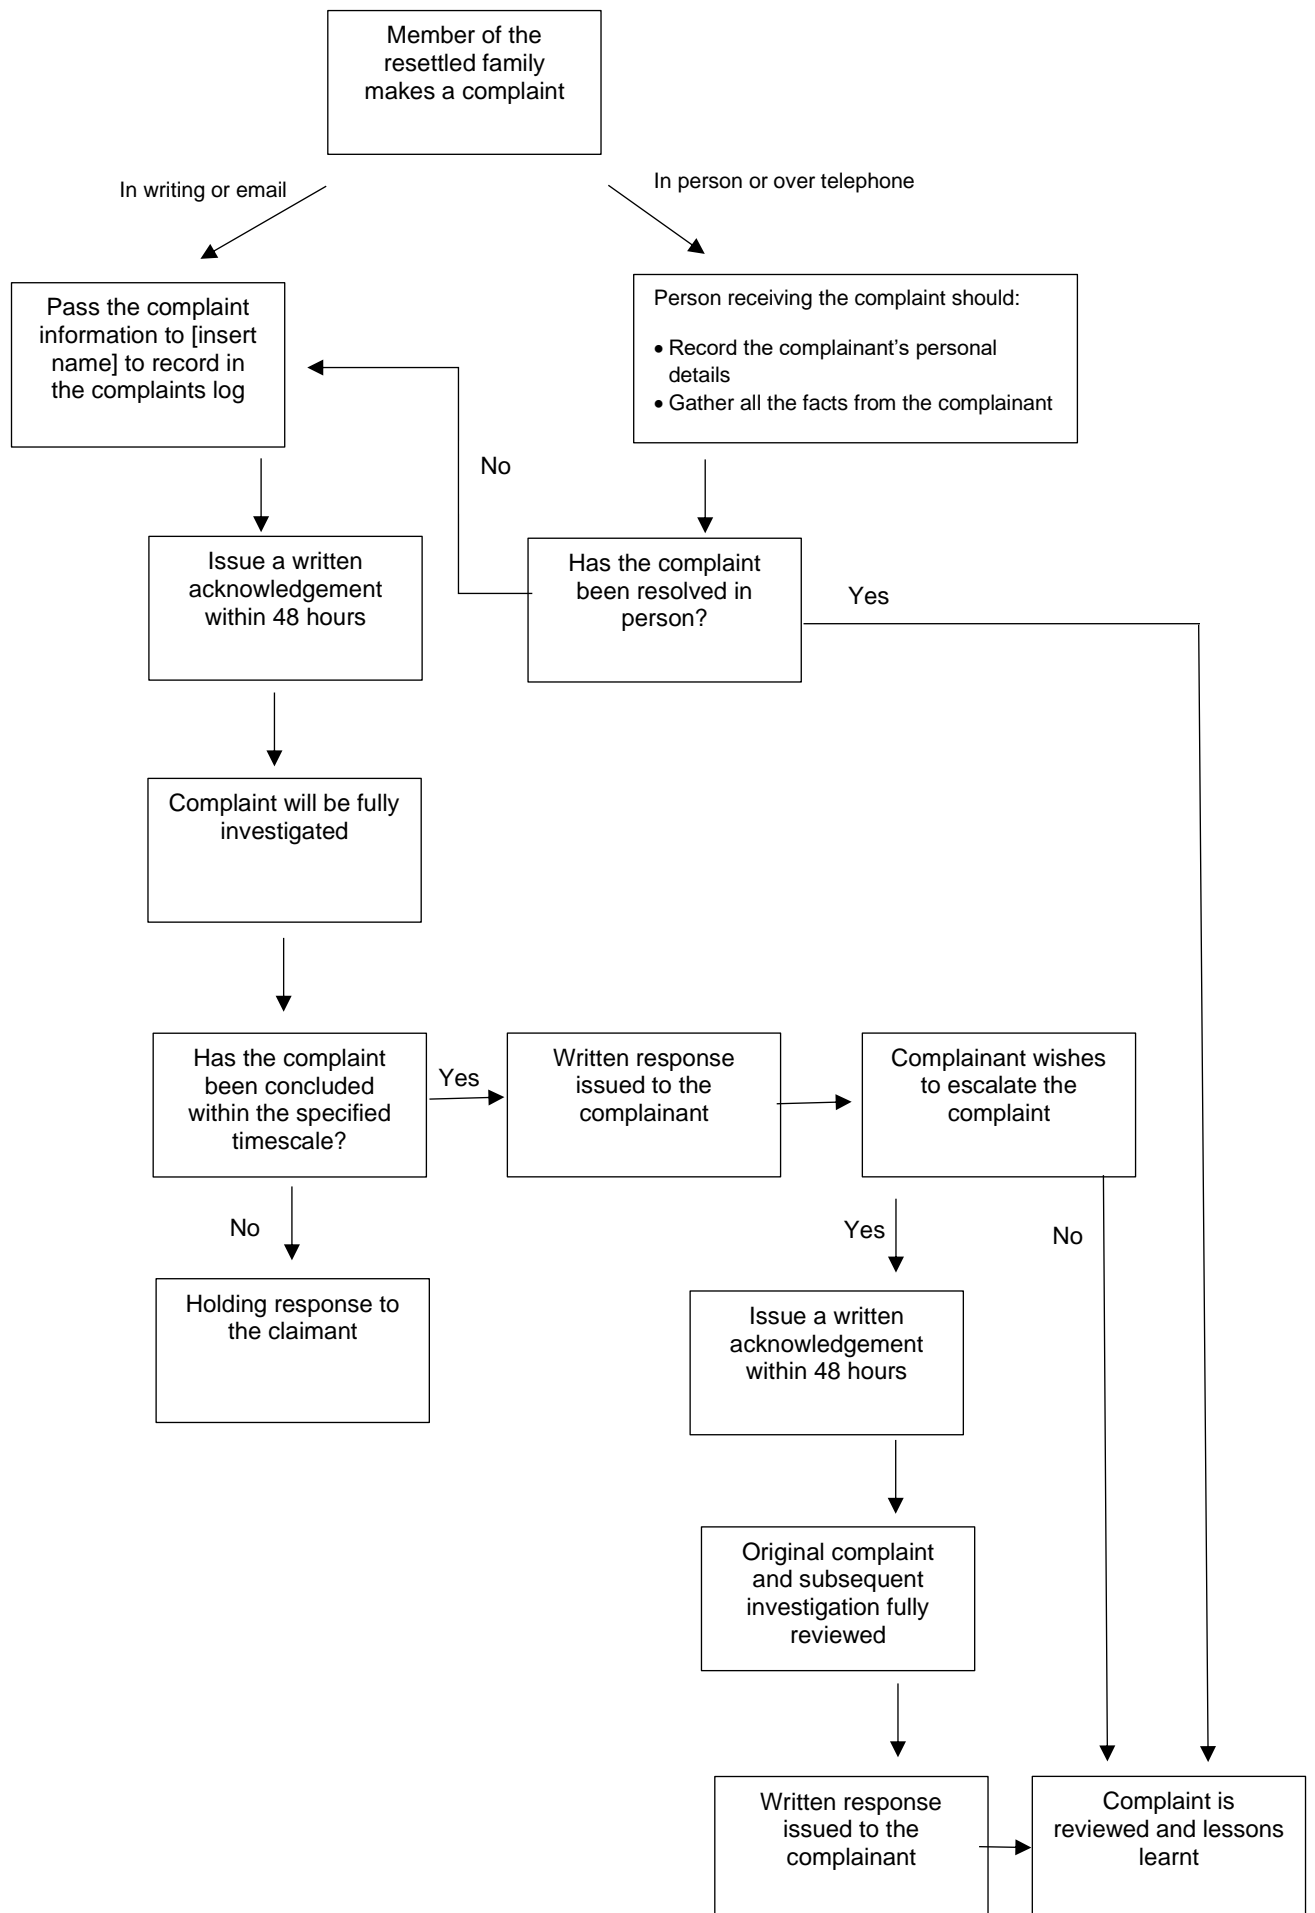 Member of the
resettled family
makes a complaint
In writing or email
In person or over telephone
Pass the complaint
information to [insert
name] to record in
the complaints log
Person receiving the complaint should:
• Record the complainant’s personal
details
• Gather all the facts from the complainant
No
Issue a written
acknowledgement
within 48 hours
Has the complaint
been resolved in
person?
Yes
Complaint will be fully
investigated
Has the complaint
been concluded
within the specified
timescale?
Yes
Written response
issued to the
complainant
Complainant wishes
to escalate the
complaint
No
Yes
No
Holding response to
the claimant
Issue a written
acknowledgement
within 48 hours
Original complaint
and subsequent
investigation fully
reviewed
Written response
issued to the
complainant
Complaint is
reviewed and lessons
learnt